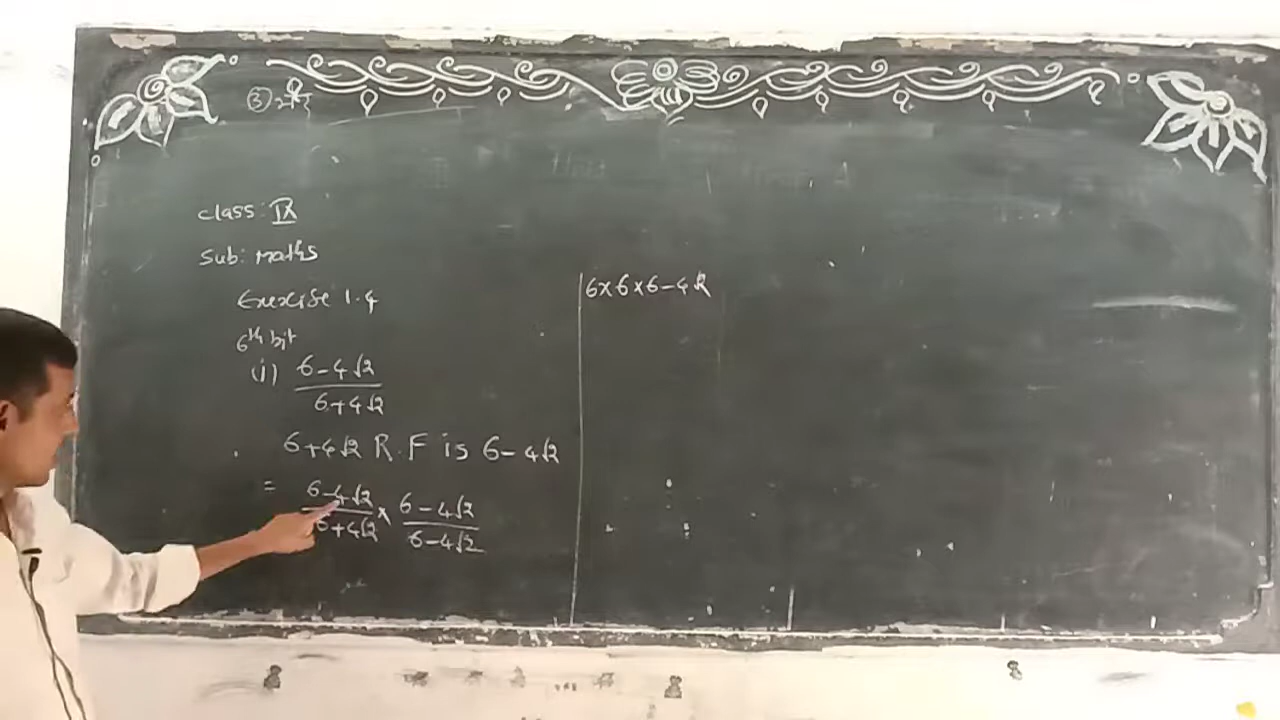 class: IX
Sub: maths
Exercise 1.4
6th bit
(i) 6-4√2
6+4√2
6+4√2 R.F is 6-4√2
= 6-4√2 × 6-4√2
6+4√2 6-4√2
6×6×6-4√2